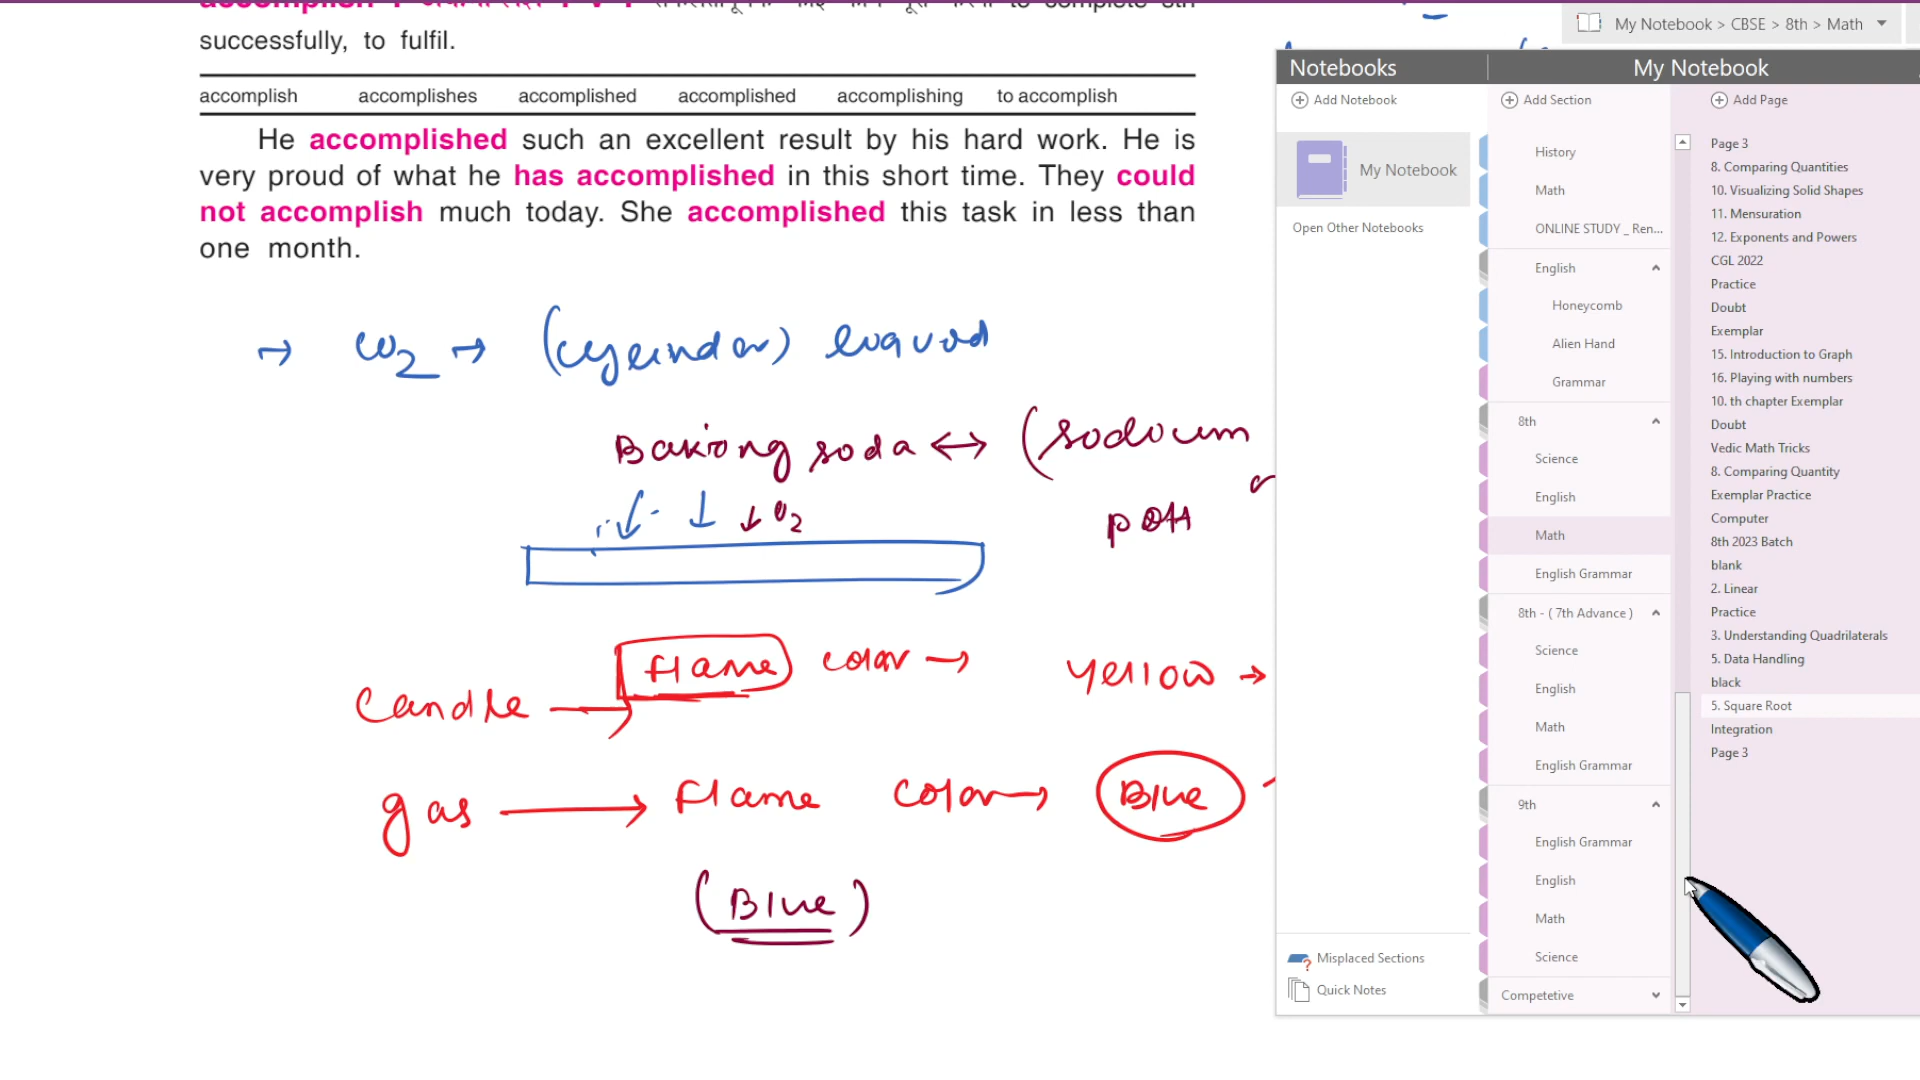 successfully, to fulfil.
accomplish accomplishes accomplished accomplished accomplishing to accomplish
He accomplished such an excellent result by his hard work. He is
very proud of what he has accomplished in this short time. They could
not accomplish much today. She accomplished this task in less than
one month.
→ CO2 → (cylinder)
Baking soda ↔ (sodium
↓ O2
Flame color →
Yellow →
Candle →
gas → Flame color → Blue
(Blue)
My Notebook > CBSE > 8th > Math
Notebooks
Add Notebook
My Notebook
Open Other Notebooks
Misplaced Sections
Quick Notes
My Notebook
Add Section
History
Math
ONLINE STUDY _ Ren...
English
Honeycomb
Alien Hand
Grammar
8th
Science
English
Math
English Grammar
8th - ( 7th Advance )
Science
English
Math
English Grammar
9th
English Grammar
English
Math
Science
Competetive
Add Page
Page 3
8. Comparing Quantities
10. Visualizing Solid Shapes
11. Mensuration
12. Exponents and Powers
CGL 2022
Practice
Doubt
Exemplar
15. Introduction to Graph
16. Playing with numbers
10. th chapter Exemplar
Doubt
Vedic Math Tricks
8. Comparing Quantity
Exemplar Practice
Computer
8th 2023 Batch
blank
2. Linear
Practice
3. Understanding Quadrilaterals
5. Data Handling
black
5. Square Root
Integration
Page 3